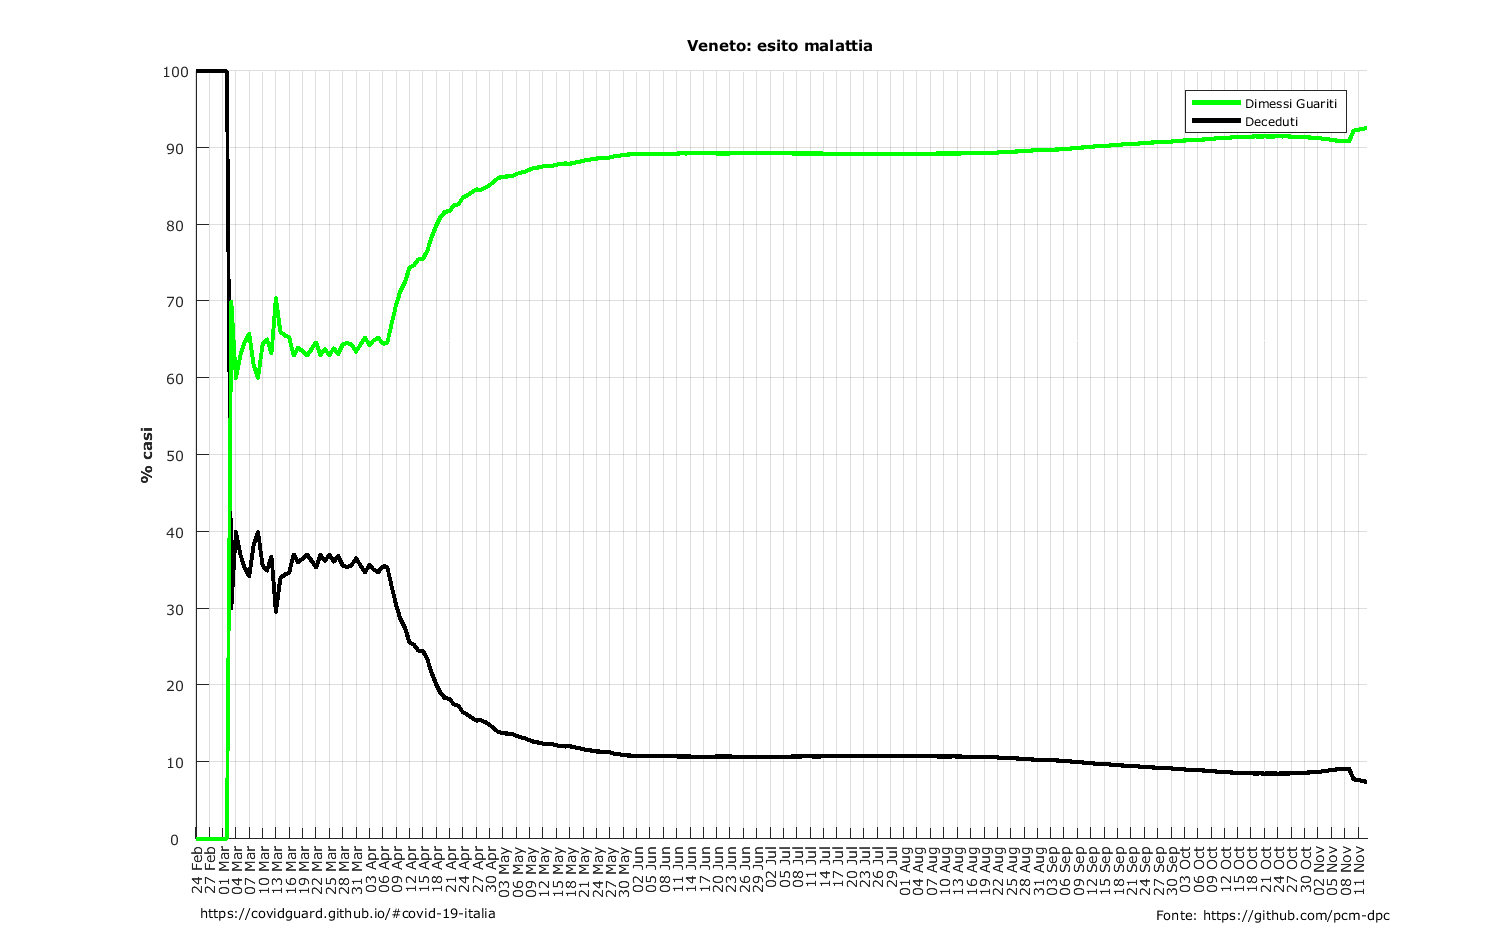 Veneto: esito malattia
100
90
80
70
60
50
40
30
20
10
0
% casi
Dimessi Guariti
Deceduti
24 Feb
27 Feb
01 Mar
04 Mar
07 Mar
10 Mar
13 Mar
16 Mar
19 Mar
22 Mar
25 Mar
28 Mar
31 Mar
03 Apr
06 Apr
09 Apr
12 Apr
15 Apr
18 Apr
21 Apr
24 Apr
27 Apr
30 Apr
03 May
06 May
09 May
12 May
15 May
18 May
21 May
24 May
27 May
30 May
02 Jun
05 Jun
08 Jun
11 Jun
14 Jun
17 Jun
20 Jun
23 Jun
26 Jun
29 Jun
02 Jul
05 Jul
08 Jul
11 Jul
14 Jul
17 Jul
20 Jul
23 Jul
26 Jul
29 Jul
01 Aug
04 Aug
07 Aug
10 Aug
13 Aug
16 Aug
19 Aug
22 Aug
25 Aug
28 Aug
31 Aug
03 Sep
06 Sep
09 Sep
12 Sep
15 Sep
18 Sep
21 Sep
24 Sep
27 Sep
30 Sep
03 Oct
06 Oct
09 Oct
12 Oct
15 Oct
18 Oct
21 Oct
24 Oct
27 Oct
30 Oct
02 Nov
05 Nov
08 Nov
11 Nov
https://covidguard.github.io/#covid-19-italia
Fonte: https://github.com/pcm-dpc